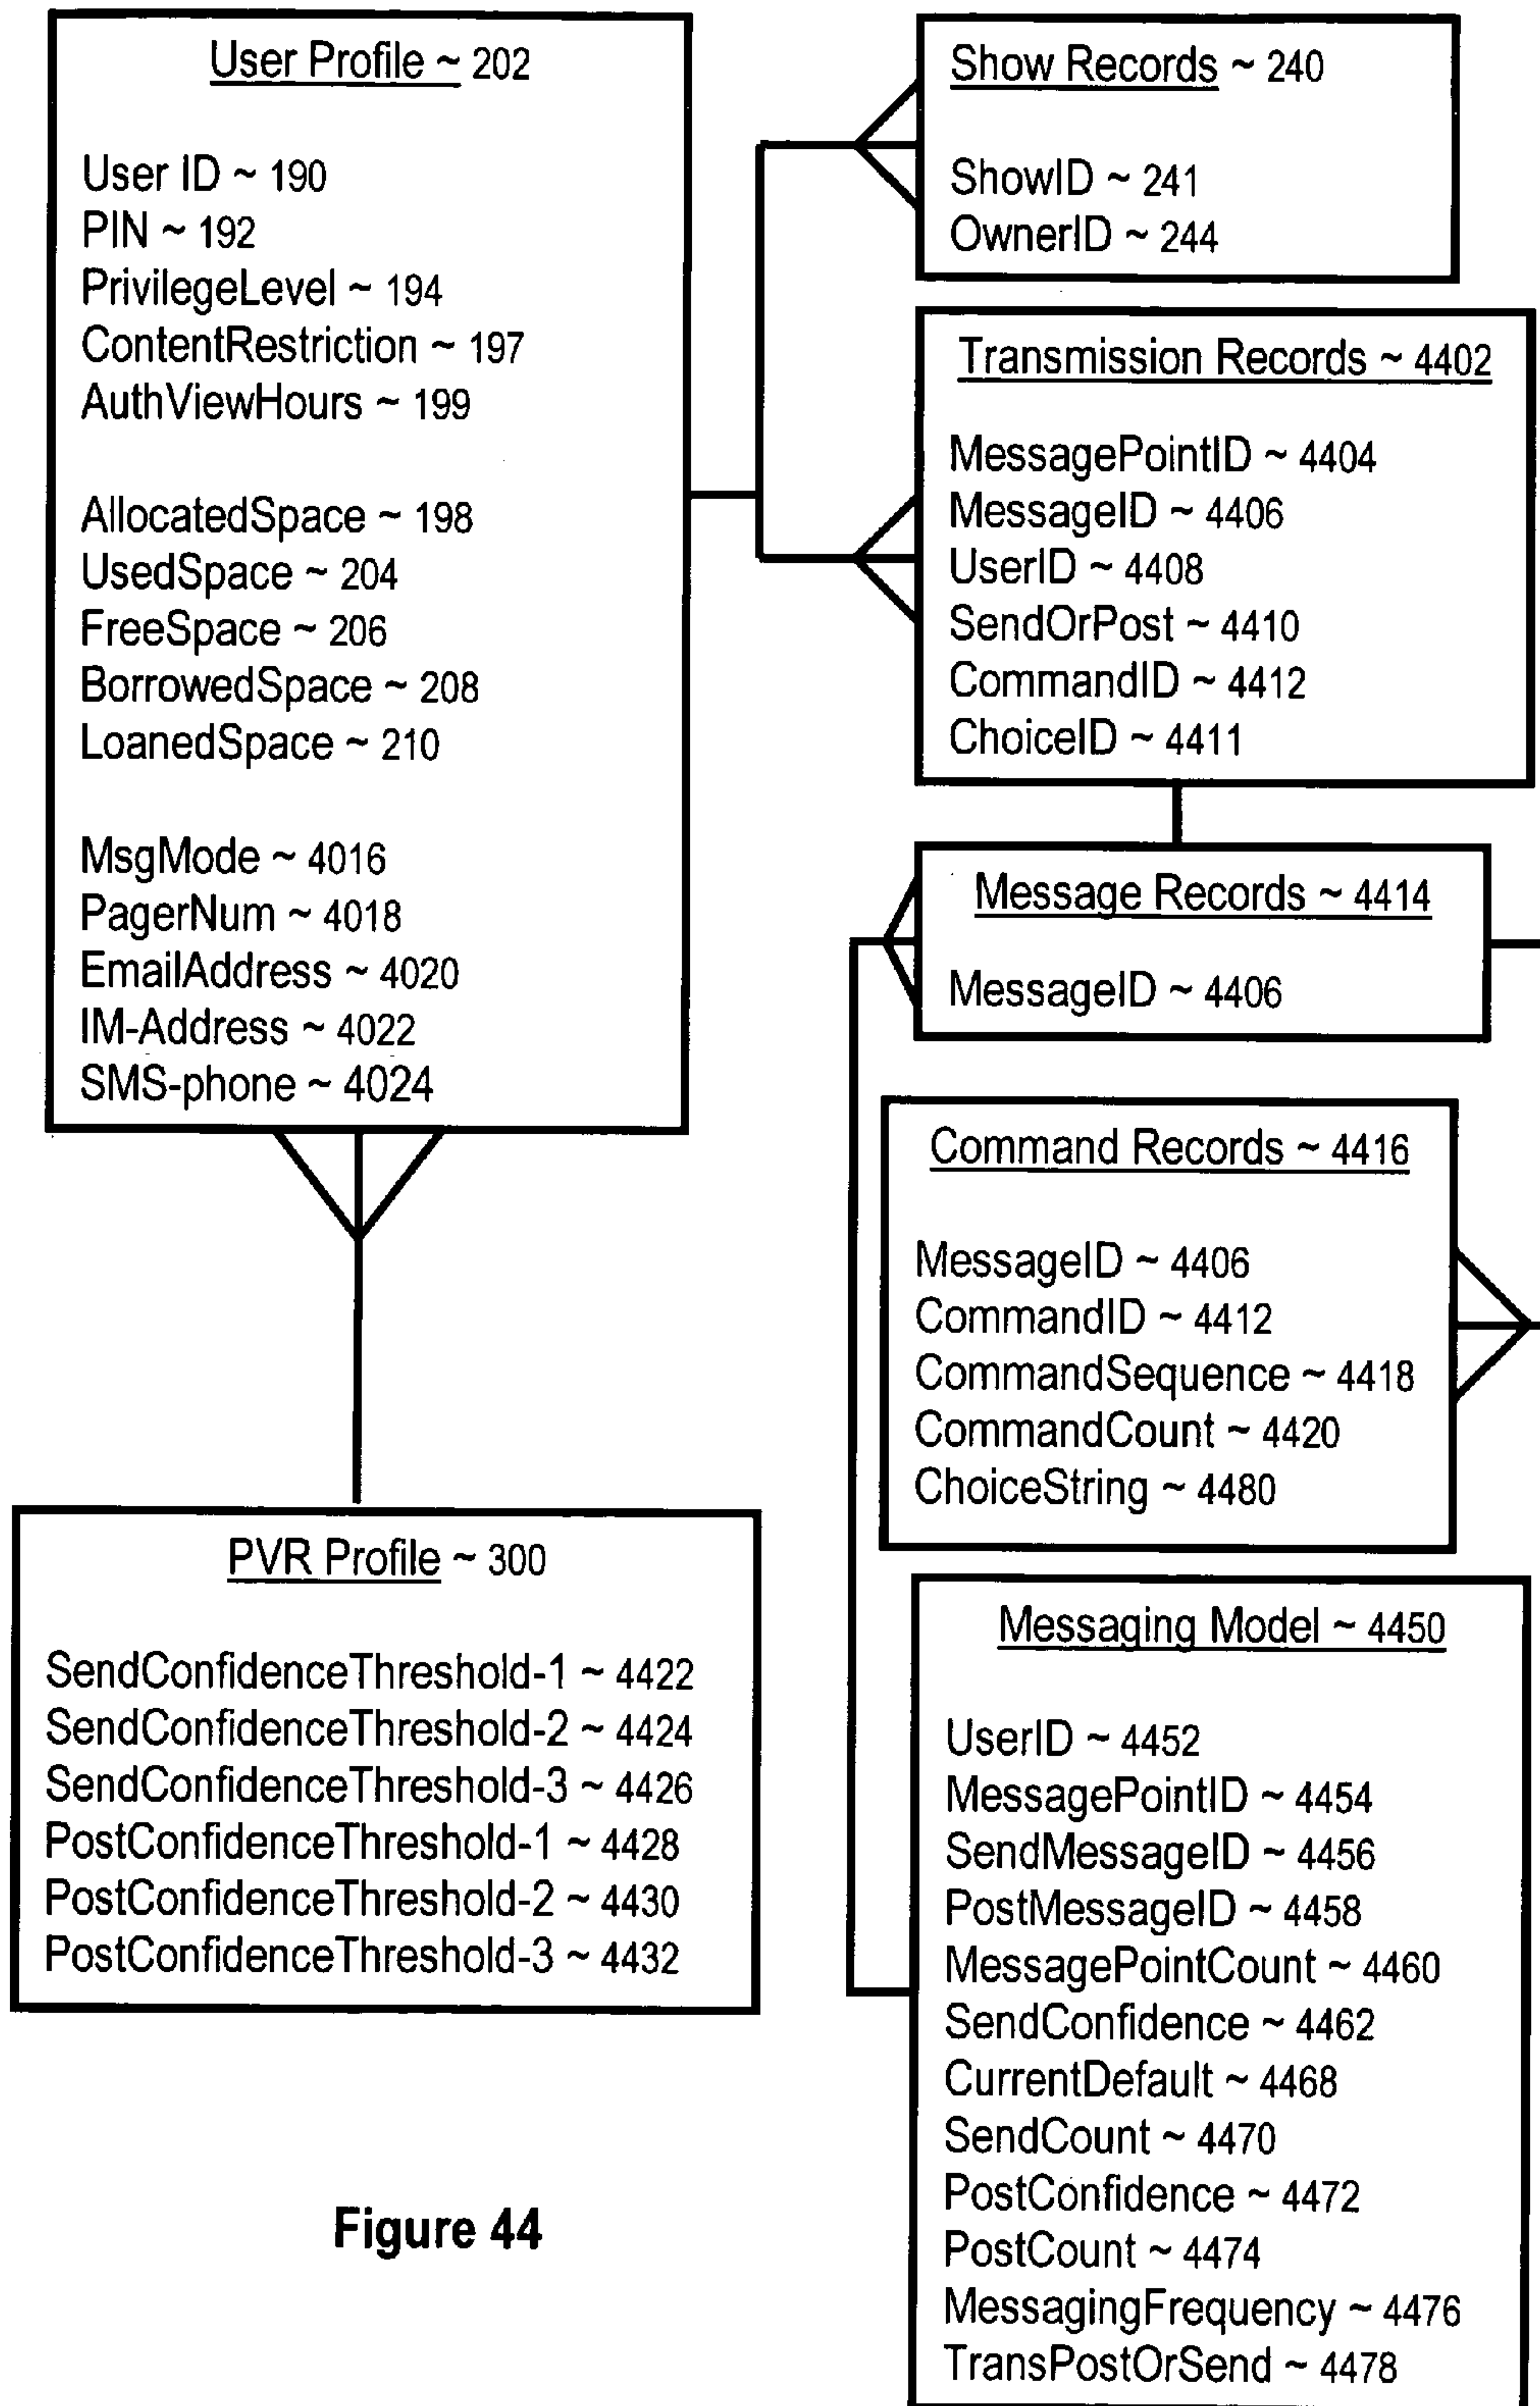 User Profile ~ 202
User ID ~ 190
PIN ~ 192
PrivilegeLevel ~ 194
ContentRestriction ~ 197
AuthViewHours ~ 199
AllocatedSpace ~ 198
UsedSpace ~ 204
FreeSpace ~ 206
BorrowedSpace ~ 208
LoanedSpace ~ 210
MsgMode ~ 4016
PagerNum ~ 4018
EmailAddress ~ 4020
IM-Address ~ 4022
SMS-phone ~ 4024
PVR Profile ~ 300
SendConfidenceThreshold-1 ~ 4422
SendConfidenceThreshold-2 ~ 4424
SendConfidenceThreshold-3 ~ 4426
PostConfidenceThreshold-1 ~ 4428
PostConfidenceThreshold-2 ~ 4430
PostConfidenceThreshold-3 ~ 4432
Show Records ~ 240
ShowID ~ 241
OwnerID ~ 244
Transmission Records ~ 4402
MessagePointID ~ 4404
MessageID ~ 4406
UserID ~ 4408
SendOrPost ~ 4410
CommandID ~ 4412
ChoiceID ~ 4411
Message Records ~ 4414
MessageID ~ 4406
Command Records ~ 4416
MessageID ~ 4406
CommandID ~ 4412
CommandSequence ~ 4418
CommandCount ~ 4420
ChoiceString ~ 4480
Messaging Model ~ 4450
UserID ~ 4452
MessagePointID ~ 4454
SendMessageID ~ 4456
PostMessageID ~ 4458
MessagePointCount ~ 4460
SendConfidence ~ 4462
CurrentDefault ~ 4468
SendCount ~ 4470
PostConfidence ~ 4472
PostCount ~ 4474
MessagingFrequency ~ 4476
TransPostOrSend ~ 4478
Figure 44